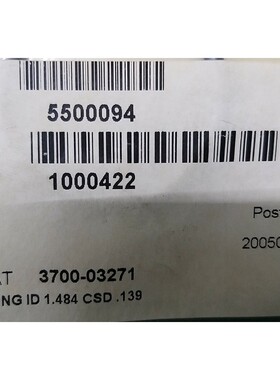 5500094
1000422
Post
20050
AT 3700-03271
NG ID 1.484 CSD .139